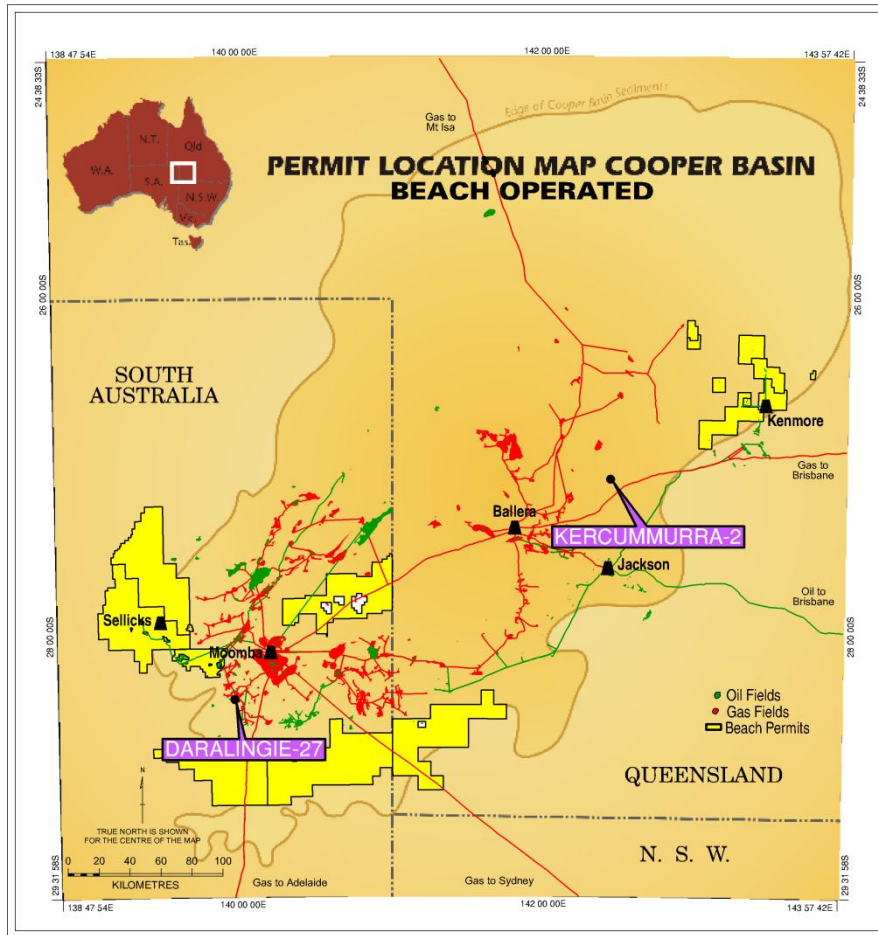 138 47 54E
140 00 00E
142 00 00E
143 57 42E
24 38 33S
24 38 33S
Edge of Cooper Basin Sediments
Gas to
Mt Isa
N.T.
Qld
W.A.
S.A.
N.S.W.
Vic.
Tas.
PERMIT LOCATION MAP COOPER BASIN
BEACH OPERATED
26 00 00S
26 00 00S
SOUTH
AUSTRALIA
Kenmore
Gas to
Brisbane
Ballera
KERCUMMURRA-2
Jackson
Oil to
Brisbane
Sellicks
Moomba
28 00 00S
28 00 00S
Oil Fields
Gas Fields
Beach Permits
DARALINGIE-27
QUEENSLAND
N
TRUE NORTH IS SHOWN
FOR THE CENTRE OF THE MAP
0 20 40 60 80 100
KILOMETRES
N. S. W.
Gas to Adelaide
Gas to Sydney
29 31 58S
29 31 58S
138 47 54E
140 00 00E
142 00 00E
143 57 42E